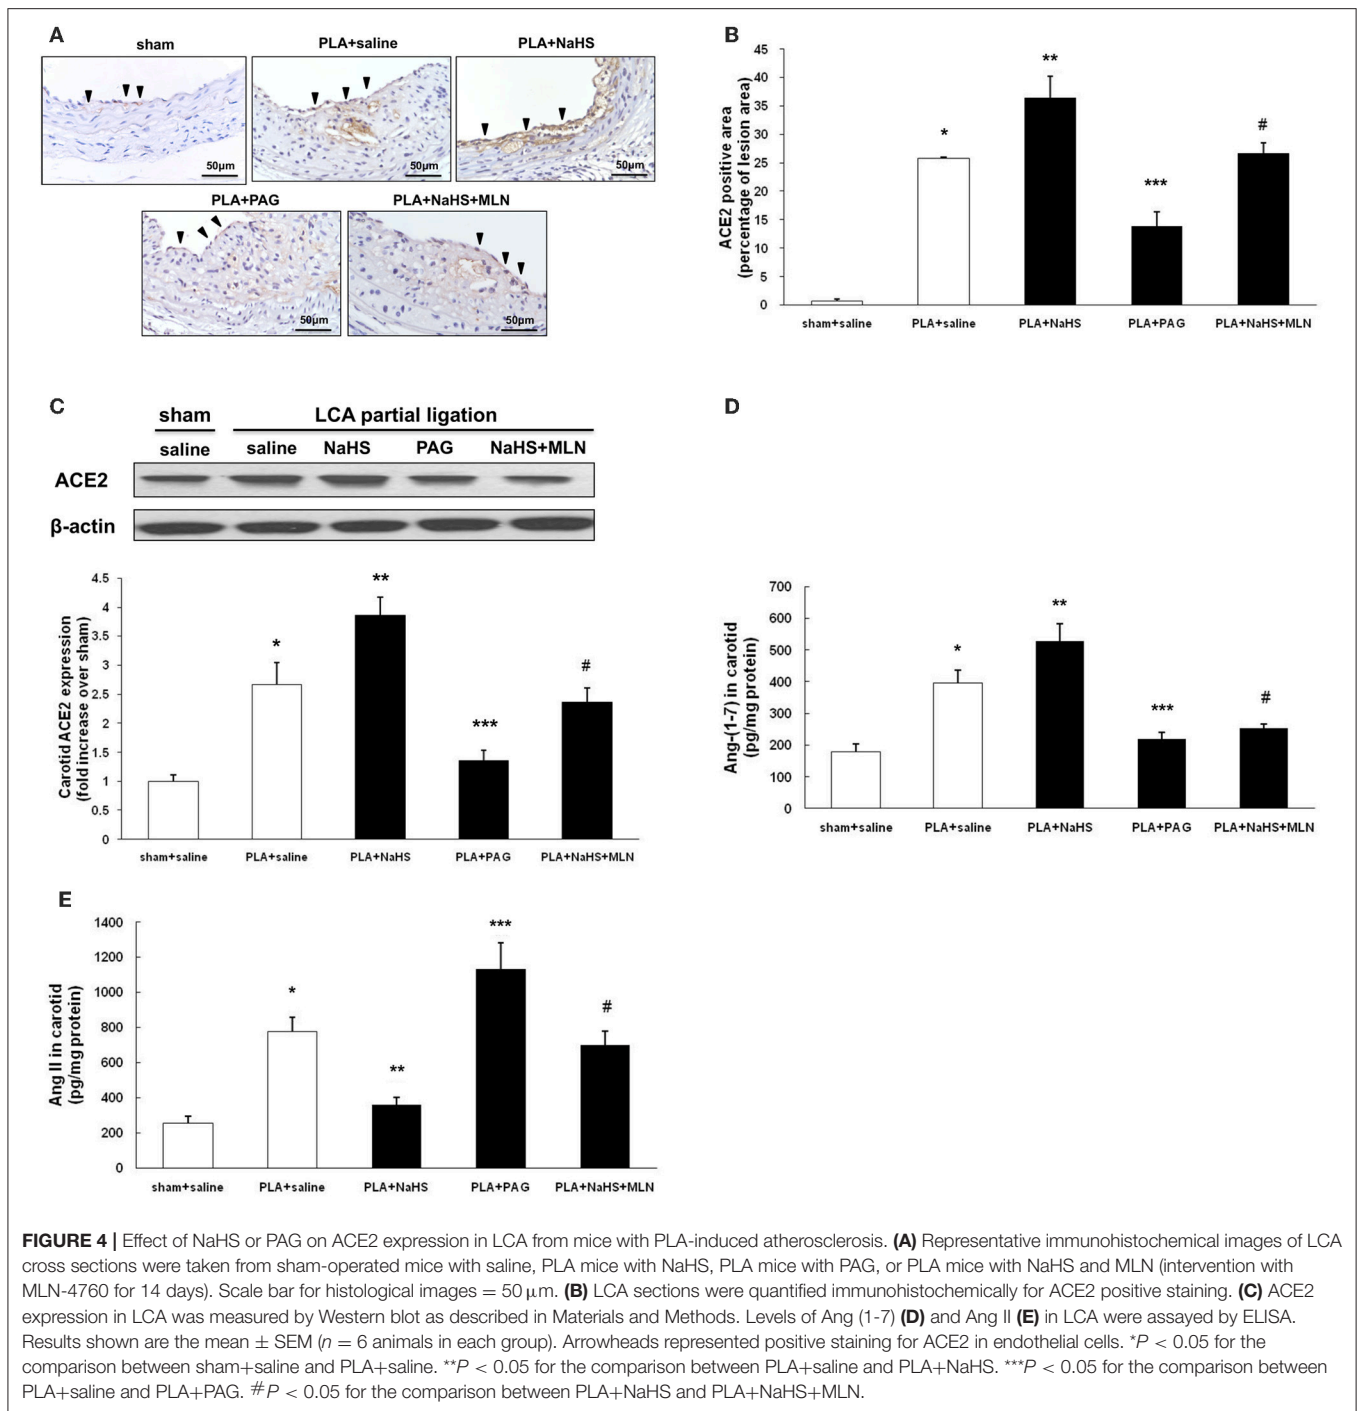 A
sham
PLA+saline
PLA+NaHS
50μm
50μm
50μm
PLA+PAG
PLA+NaHS+MLN
50μm
50μm
B
ACE2 positive area
(percentage of lesion area)
45
40
35
30
25
20
15
10
5
0
*
**
***
#
sham+saline
PLA+saline
PLA+NaHS
PLA+PAG
PLA+NaHS+MLN
C
sham
LCA partial ligation
saline
saline
NaHS
PAG
NaHS+MLN
ACE2
β-actin
Carotid ACE2 expression
(fold increase over sham)
4.5
4
3.5
3
2.5
2
1.5
1
0.5
0
*
**
***
#
sham+saline
PLA+saline
PLA+NaHS
PLA+PAG
PLA+NaHS+MLN
D
Ang-(1-7) in carotid
(pg/mg protein)
700
600
500
400
300
200
100
0
*
**
***
#
sham+saline
PLA+saline
PLA+NaHS
PLA+PAG
PLA+NaHS+MLN
E
Ang II in carotid
(pg/mg protein)
1400
1200
1000
800
600
400
200
0
*
**
***
#
sham+saline
PLA+saline
PLA+NaHS
PLA+PAG
PLA+NaHS+MLN
FIGURE 4 | Effect of NaHS or PAG on ACE2 expression in LCA from mice with PLA-induced atherosclerosis. (A) Representative immunohistochemical images of LCA
cross sections were taken from sham-operated mice with saline, PLA mice with NaHS, PLA mice with PAG, or PLA mice with NaHS and MLN (intervention with
MLN-4760 for 14 days). Scale bar for histological images = 50 μm. (B) LCA sections were quantified immunohistochemically for ACE2 positive staining. (C) ACE2
expression in LCA was measured by Western blot as described in Materials and Methods. Levels of Ang (1-7) (D) and Ang II (E) in LCA were assayed by ELISA.
Results shown are the mean ± SEM (n = 6 animals in each group). Arrowheads represented positive staining for ACE2 in endothelial cells. *P < 0.05 for the
comparison between sham+saline and PLA+saline. **P < 0.05 for the comparison between PLA+saline and PLA+NaHS. ***P < 0.05 for the comparison between
PLA+saline and PLA+PAG. #P < 0.05 for the comparison between PLA+NaHS and PLA+NaHS+MLN.